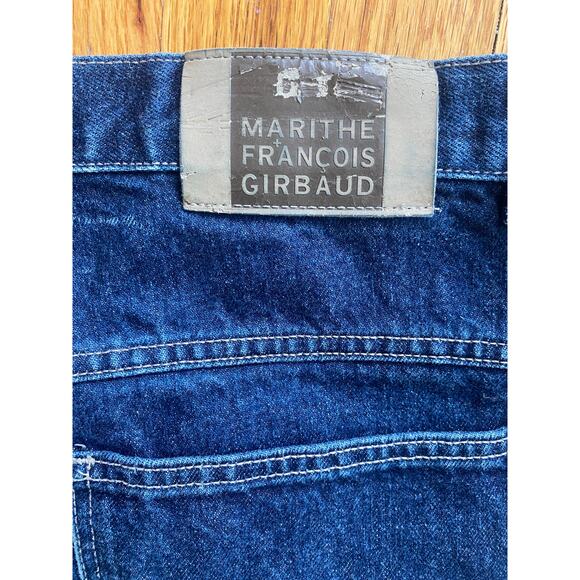 MARITHE
+
FRANÇOIS
GIRBAUD